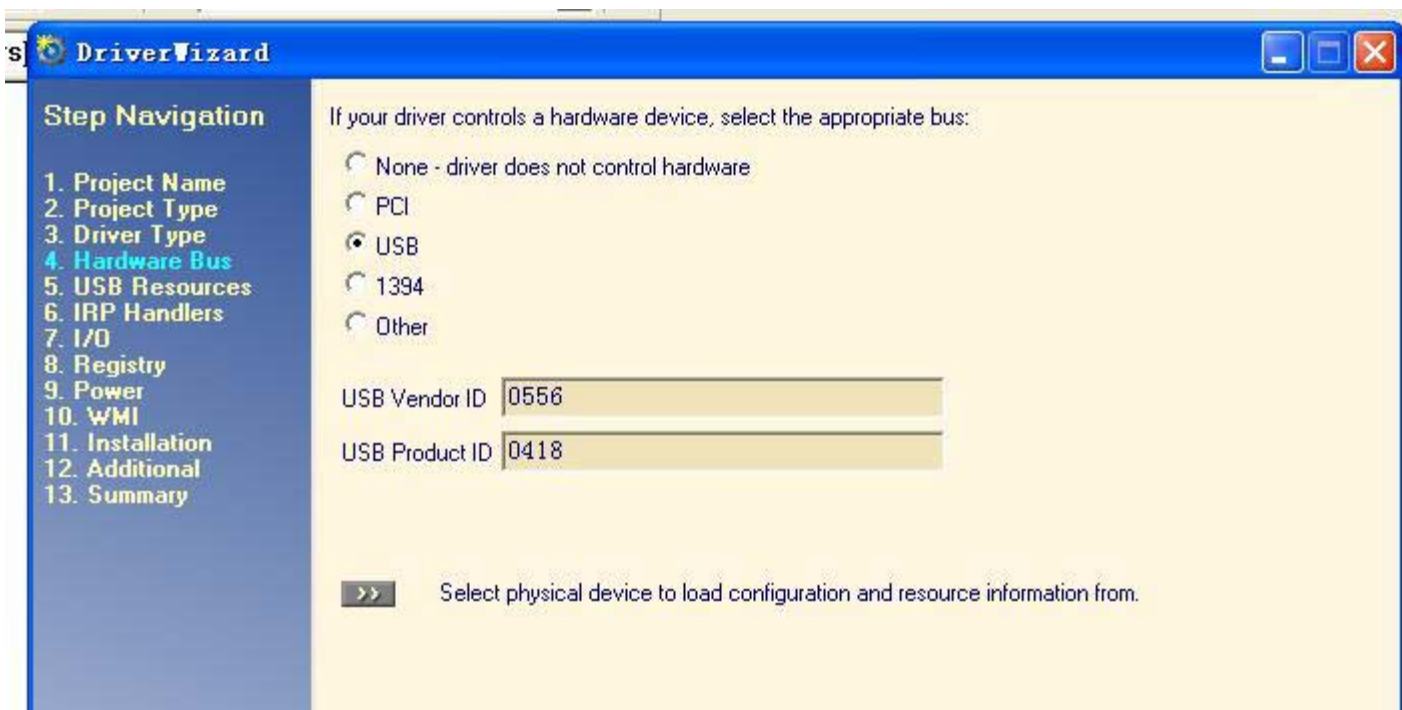 s]
DriverWizard
Step Navigation
1. Project Name
2. Project Type
3. Driver Type
4. Hardware Bus
5. USB Resources
6. IRP Handlers
7. I/O
8. Registry
9. Power
10. WMI
11. Installation
12. Additional
13. Summary
If your driver controls a hardware device, select the appropriate bus:
None - driver does not control hardware
PCI
USB
1394
Other
USB Vendor ID 0556
USB Product ID 0418
>> Select physical device to load configuration and resource information from.